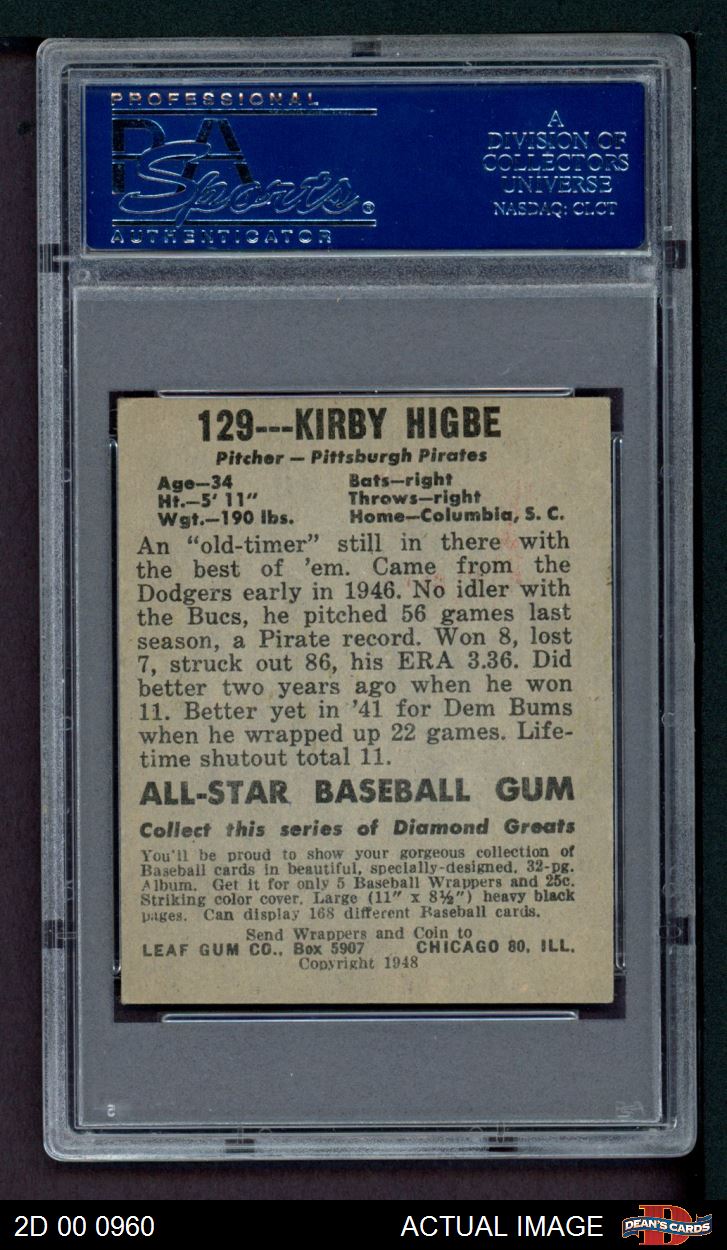 PROFESSIONAL
PSA
Sports®
AUTHENTICATOR
A
DIVISION OF
COLLECTORS
UNIVERSE
NASDAQ: CLCT
129---KIRBY HIGBE
Pitcher — Pittsburgh Pirates
Age—34 Bats—right
Ht.—5' 11" Throws—right
Wgt.—190 lbs. Home—Columbia, S. C.
An "old-timer" still in there with
the best of 'em. Came from the
Dodgers early in 1946. No idler with
the Bucs, he pitched 56 games last
season, a Pirate record. Won 8, lost
7, struck out 86, his ERA 3.36. Did
better two years ago when he won
11. Better yet in '41 for Dem Bums
when he wrapped up 22 games. Life-
time shutout total 11.
ALL-STAR BASEBALL GUM
Collect this series of Diamond Greats
You'll be proud to show your gorgeous collection of
Baseball cards in beautiful, specially-designed, 32-pg.
Album. Get it for only 5 Baseball Wrappers and 25c.
Striking color cover. Large (11" x 8½") heavy black
pages. Can display 168 different Baseball cards.
Send Wrappers and Coin to
LEAF GUM CO., Box 5907 CHICAGO 80, ILL.
Copyright 1948
2D 00 0960 ACTUAL IMAGE DEAN'S CARDS